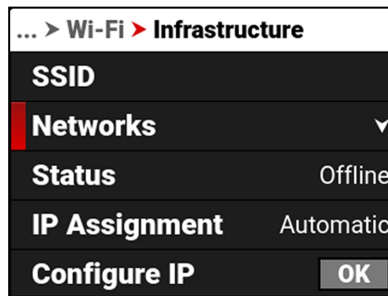 ... > Wi-Fi > Infrastructure
SSID
Networks
Status Offline
IP Assignment Automatic
Configure IP OK